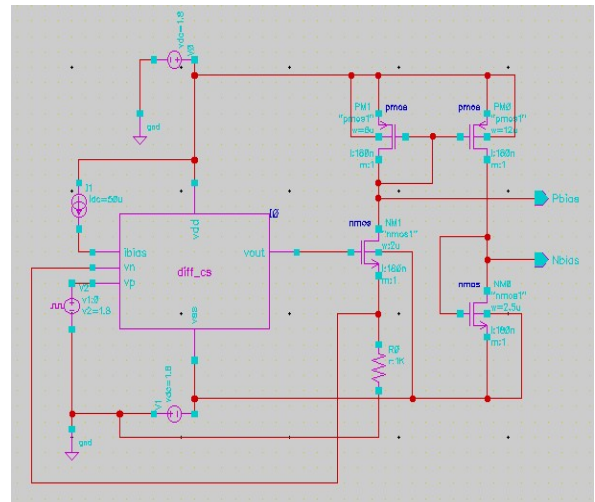 vdc=1.8
V0
gnd
I1
idc=50u
ibias
vn
vp
vdd
I0
diff_cs
vout
vss
V2
v1:0
v2=1.8
gnd
V1
vdc=1.8
pmos
PM1
"pmos1"
w=6u
l:180n
m:1
pmos
PM0
"pmos1"
w=12u
l:180n
m:1
Pbias
nmos
NM1
"nmos1"
w:2u
l:180n
m:1
Nbias
nmos
NM0
"nmos1"
w=2.5u
l:180n
m:1
R0
r:1K